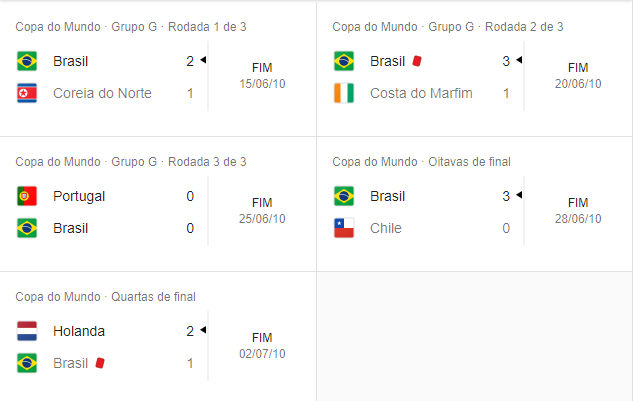 Copa do Mundo · Grupo G · Rodada 1 de 3
Brasil 2
Coreia do Norte 1
FIM
15/06/10
Copa do Mundo · Grupo G · Rodada 2 de 3
Brasil 3
Costa do Marfim 1
FIM
20/06/10
Copa do Mundo · Grupo G · Rodada 3 de 3
Portugal 0
Brasil 0
FIM
25/06/10
Copa do Mundo · Oitavas de final
Brasil 3
Chile 0
FIM
28/06/10
Copa do Mundo · Quartas de final
Holanda 2
Brasil 1
FIM
02/07/10